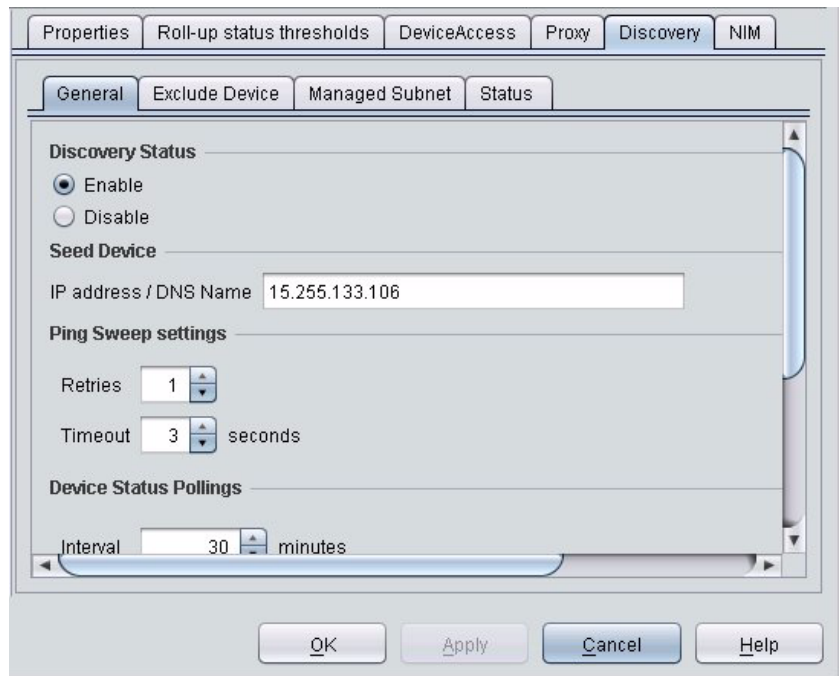 Properties Roll-up status thresholds DeviceAccess Proxy Discovery NIM
General Exclude Device Managed Subnet Status
Discovery Status
Enable
Disable
Seed Device
IP address / DNS Name 15.255.133.106
Ping Sweep settings
Retries 1
Timeout 3 seconds
Device Status Pollings
Interval 30 minutes
OK Apply Cancel Help